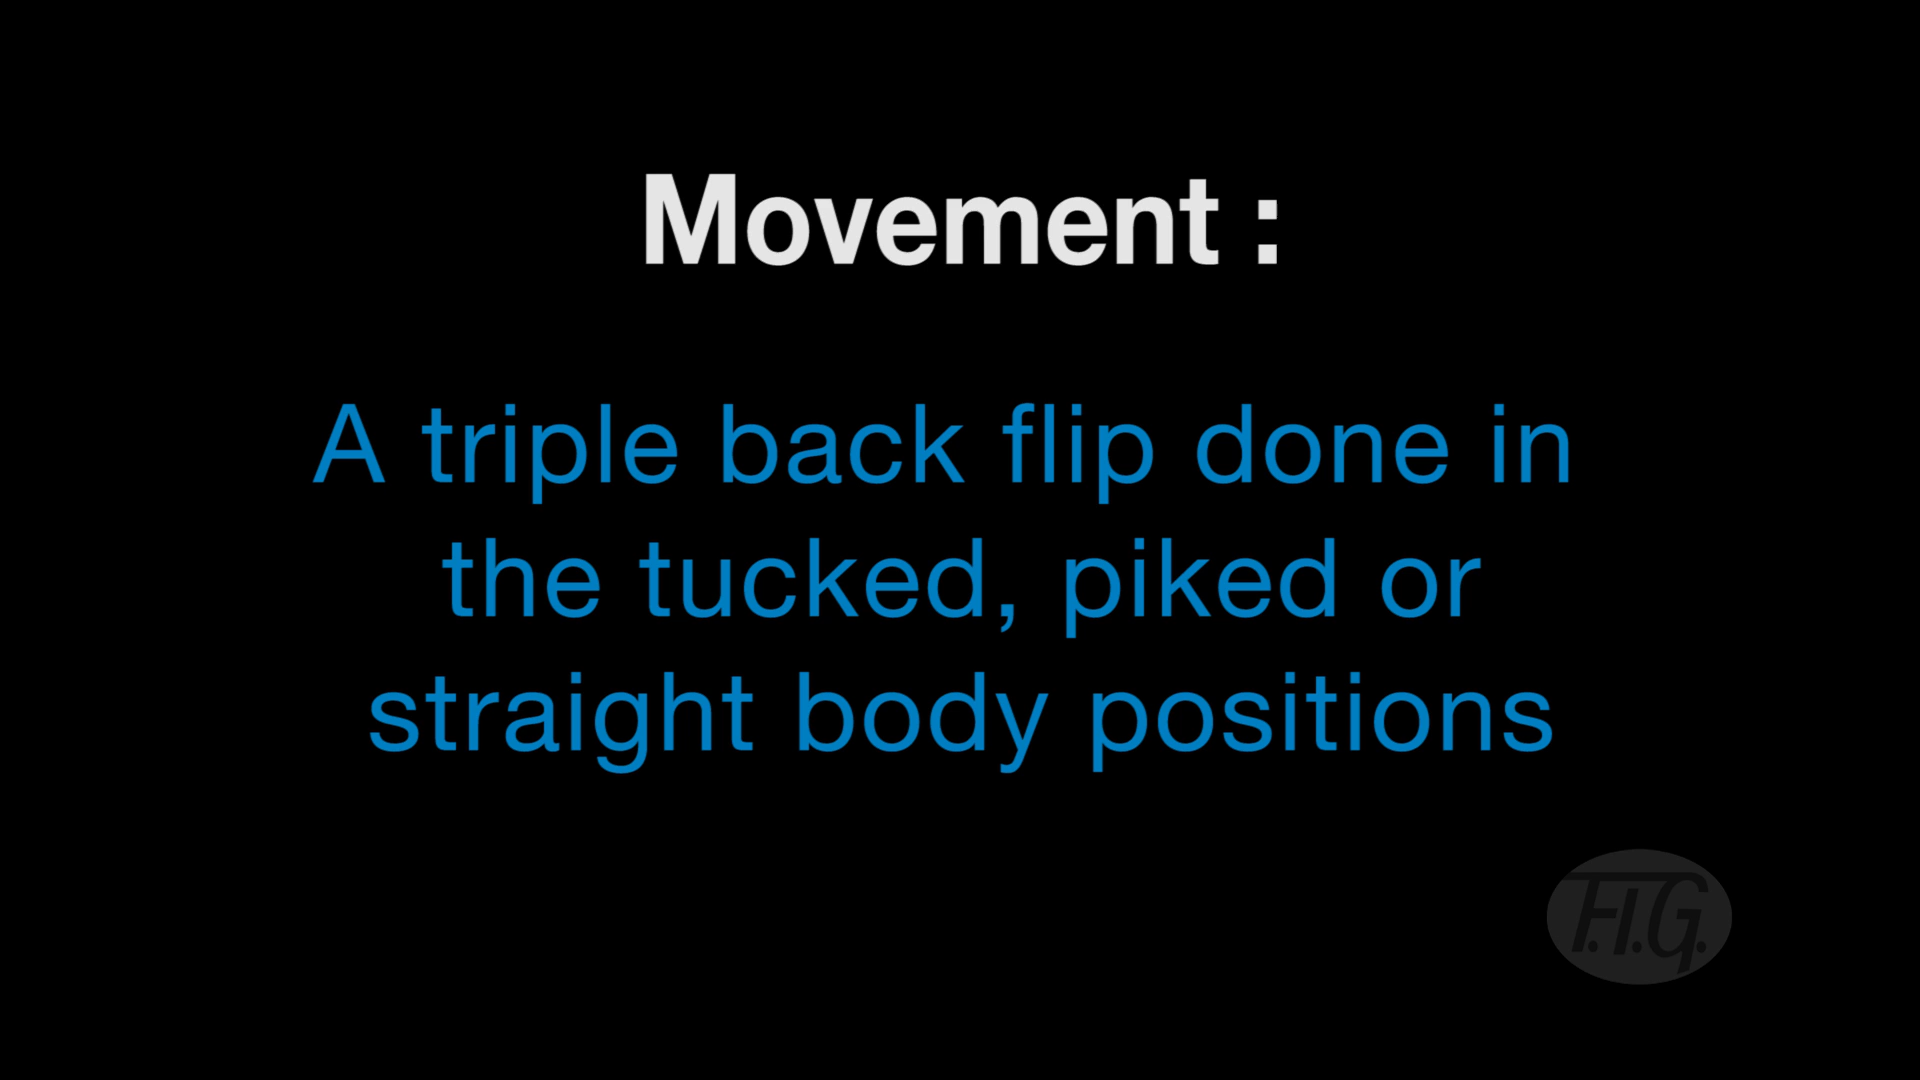 Movement :
A triple back flip done in
the tucked, piked or
straight body positions
F.I.G.